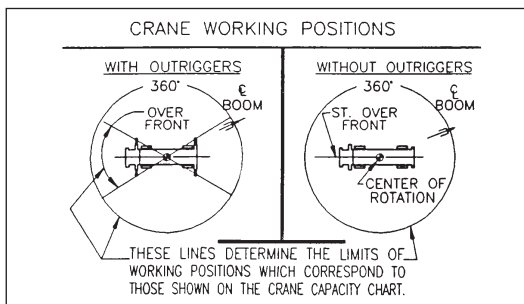 CRANE WORKING POSITIONS
WITH OUTRIGGERS
360°
℄
BOOM
OVER
FRONT
WITHOUT OUTRIGGERS
360°
℄
BOOM
ST. OVER
FRONT
CENTER OF
ROTATION
THESE LINES DETERMINE THE LIMITS OF
WORKING POSITIONS WHICH CORRESPOND TO
THOSE SHOWN ON THE CRANE CAPACITY CHART.